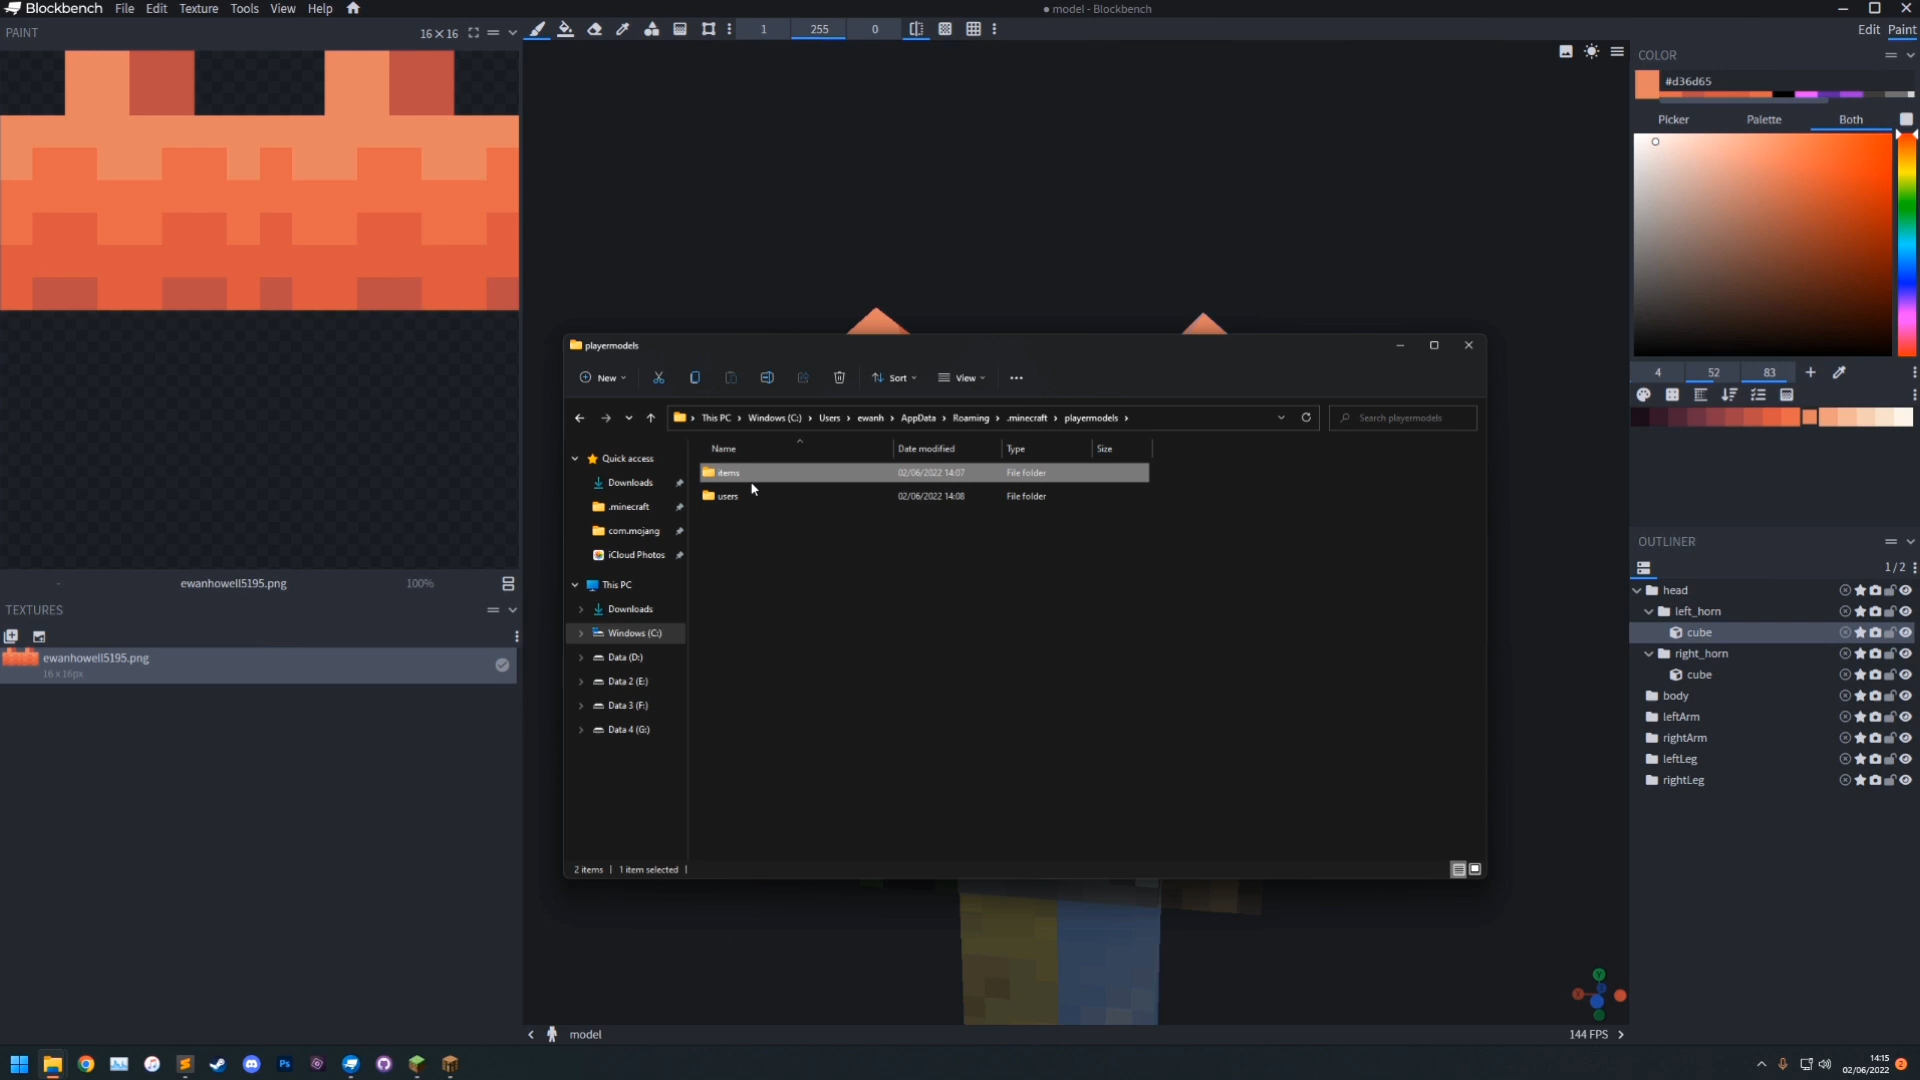 Blockbench File Edit Texture Tools View Help
● model - Blockbench
PAINT
16×16
1
255
0
Edit Paint
COLOR
#d36d65
Picker
Palette
Both
4
52
83
ewanhowell5195.png
100%
TEXTURES
ewanhowell5195.png
16 x 16px
playermodels
New
Sort
View
This PC
Windows (C:)
Users
ewanh
AppData
Roaming
.minecraft
playermodels
Search playermodels
Name
Date modified
Type
Size
items
02/06/2022 14:07
File folder
users
02/06/2022 14:08
File folder
Quick access
Downloads
.minecraft
com.mojang
iCloud Photos
This PC
Downloads
Windows (C:)
Data (D:)
Data 2 (E:)
Data 3 (F:)
Data 4 (G:)
2 items
1 item selected
OUTLINER
1/2
head
left_horn
cube
right_horn
cube
body
leftArm
rightArm
leftLeg
rightLeg
model
144 FPS
Y
X
Ps
14:15
02/06/2022
2